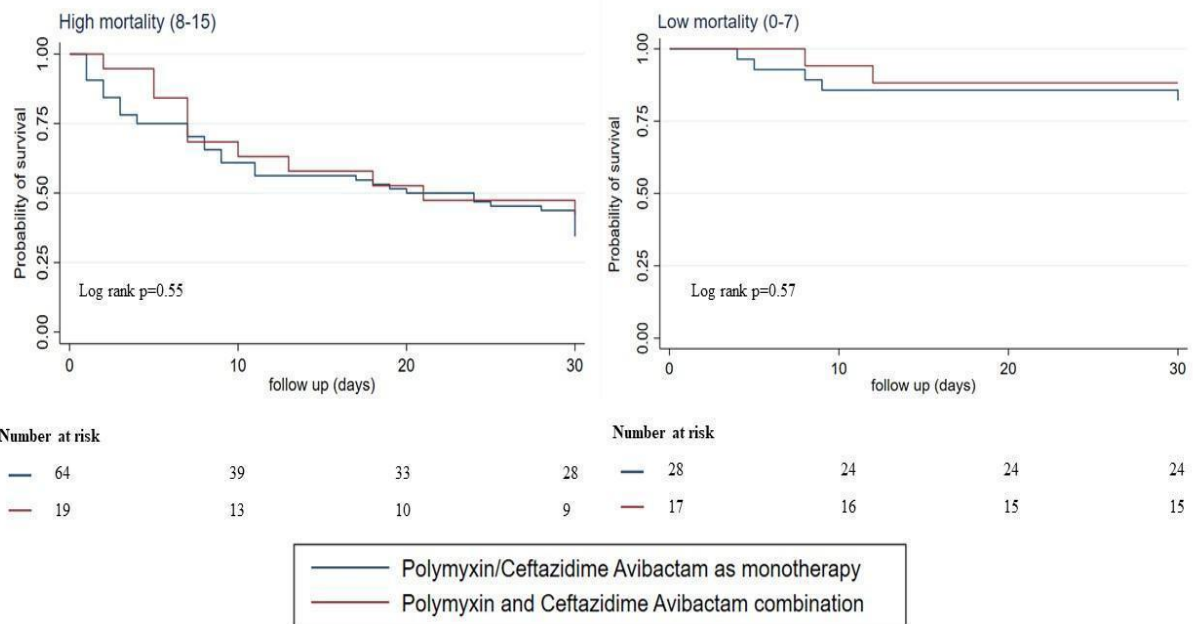 High mortality (8-15)
Probability of survival
1.00
0.75
0.50
0.25
0.00
Log rank p=0.55
0 10 20 30
follow up (days)
Number at risk
64 39 33 28
19 13 10 9
Low mortality (0-7)
Probability of survival
1.00
0.75
0.50
0.25
0.00
Log rank p=0.57
0 10 20 30
follow up (days)
Number at risk
28 24 24 24
17 16 15 15
Polymyxin/Ceftazidime Avibactam as monotherapy
Polymyxin and Ceftazidime Avibactam combination